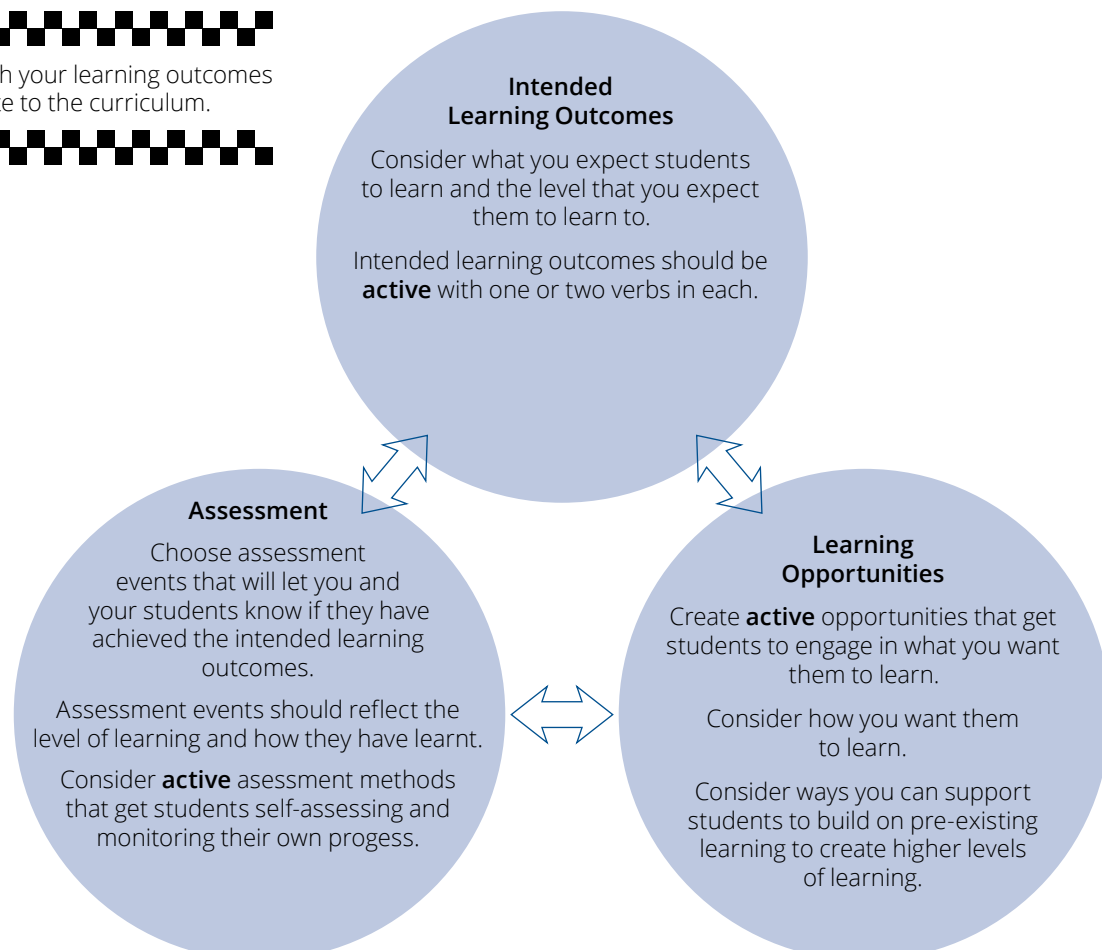 your learning outcomes
to the curriculum.
Intended
Learning Outcomes
Consider what you expect students
to learn and the level that you expect
them to learn to.
Intended learning outcomes should be
active with one or two verbs in each.
Assessment
Choose assessment
events that will let you and
your students know if they have
achieved the intended learning
outcomes.
Assessment events should reflect the
level of learning and how they have learnt.
Consider active asessment methods
that get students self-assessing and
monitoring their own progess.
Learning
Opportunities
Create active opportunities that get
students to engage in what you want
them to learn.
Consider how you want them
to learn.
Consider ways you can support
students to build on pre-existing
learning to create higher levels
of learning.